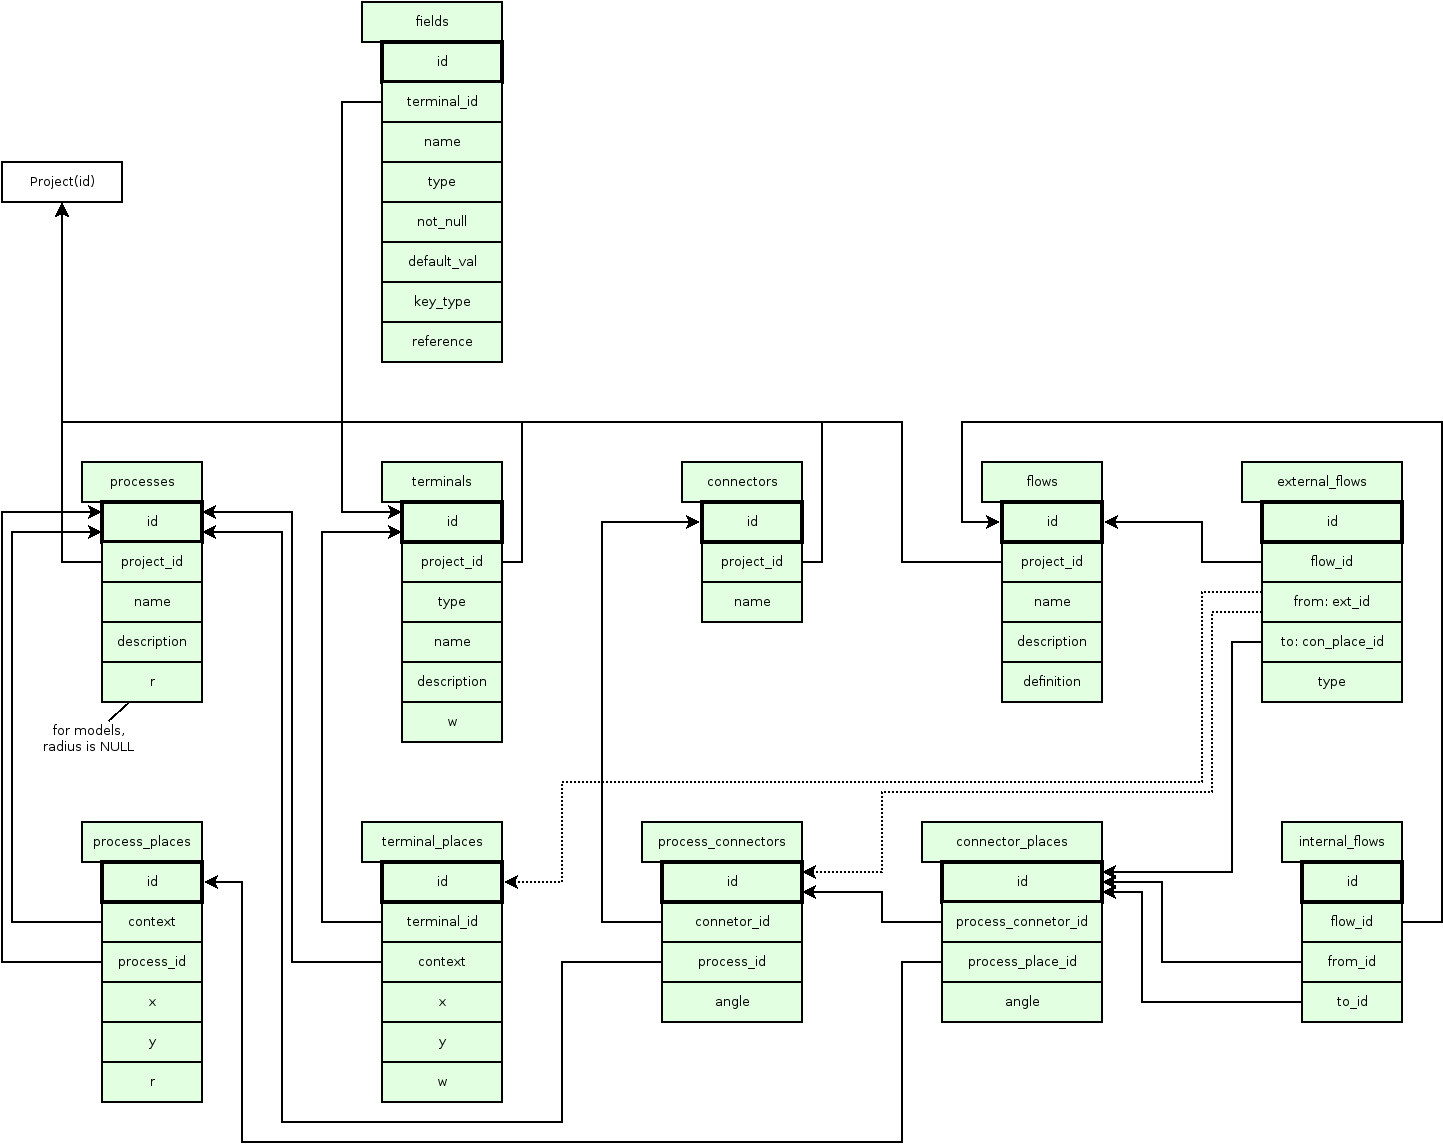 fields
id
terminal_id
name
type
not_null
default_val
key_type
reference
Project(id)
processes
id
project_id
name
description
r
for models,
radius is NULL
terminals
id
project_id
type
name
description
w
connectors
id
project_id
name
flows
id
project_id
name
description
definition
external_flows
id
flow_id
from: ext_id
to: con_place_id
type
process_places
id
context
process_id
x
y
r
terminal_places
id
terminal_id
context
x
y
w
process_connectors
id
connetor_id
process_id
angle
connector_places
id
process_connetor_id
process_place_id
angle
internal_flows
id
flow_id
from_id
to_id